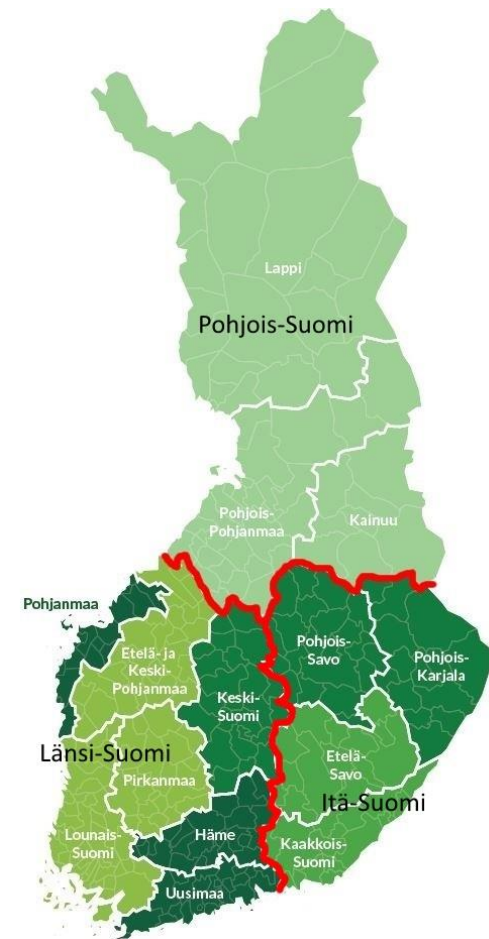 Lappi
Pohjois-Suomi
Pohjois-
Pohjanmaa
Kainuu
Pohjanmaa
Etelä- ja
Keski-
Pohjanmaa
Keski-
Suomi
Pohjois-
Savo
Pohjois-
Karjala
Länsi-Suomi
Pirkanmaa
Etelä-
Savo
Itä-Suomi
Lounais-
Suomi
Häme
Kaakkois-
Suomi
Uusimaa